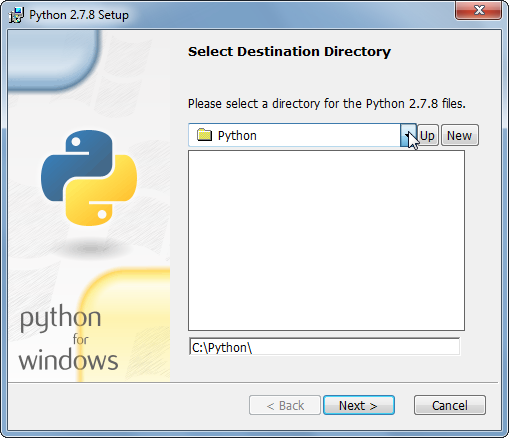 Python 2.7.8 Setup
Select Destination Directory
Please select a directory for the Python 2.7.8 files.
Python
Up
New
C:\Python\
python
for
windows
< Back
Next >
Cancel